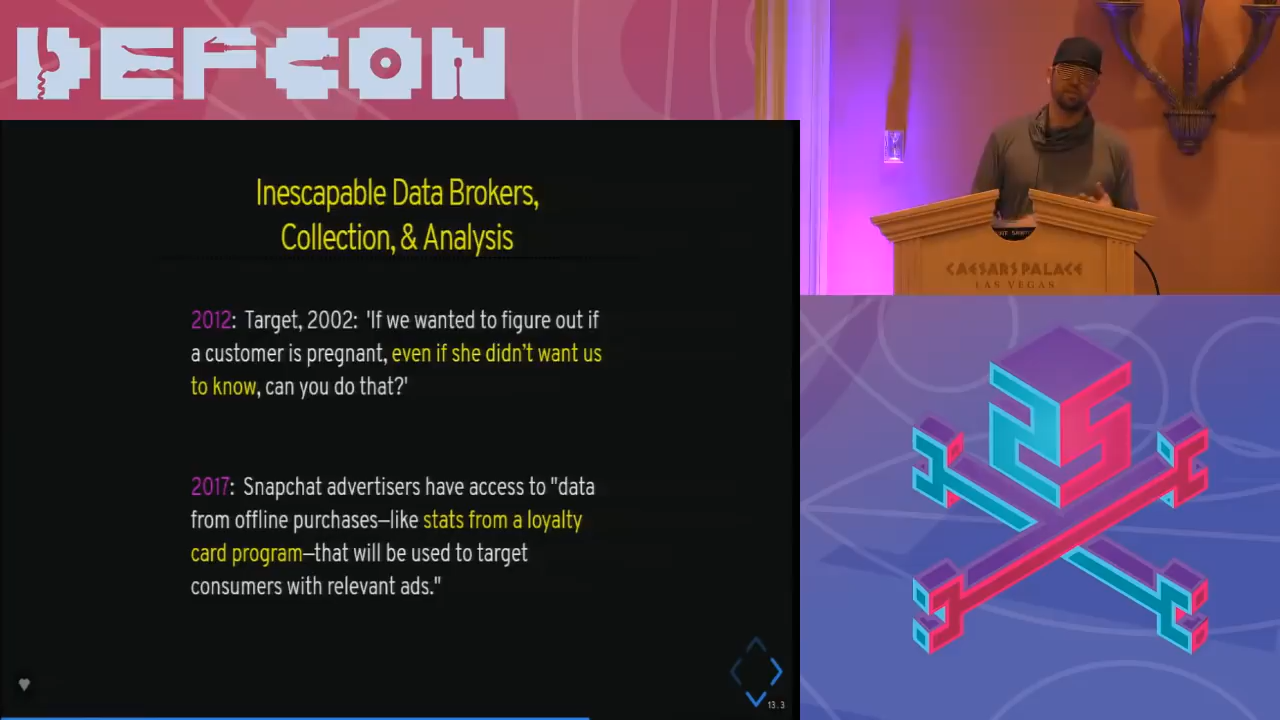 DEFCON
Inescapable Data Brokers,
Collection, & Analysis
2012: Target, 2002: 'If we wanted to figure out if
a customer is pregnant, even if she didn't want us
to know, can you do that?'
2017: Snapchat advertisers have access to "data
from offline purchases—like stats from a loyalty
card program—that will be used to target
consumers with relevant ads."
13.3
CAESARS PALACE
LAS VEGAS
25